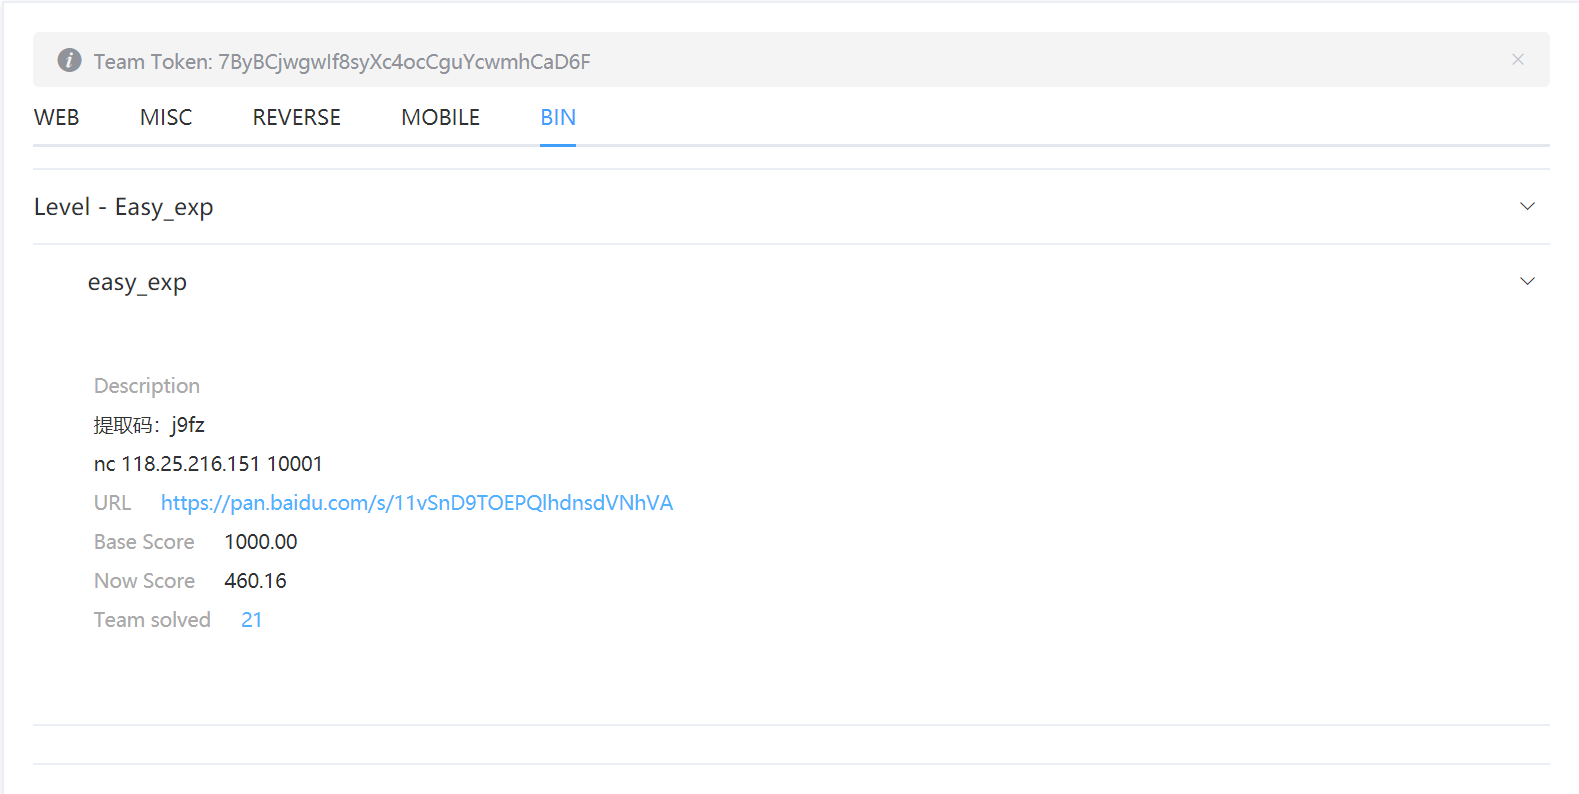 Team Token: 7ByBCjwgwIf8syXc4ocCguYcwmhCaD6F
WEB MISC REVERSE MOBILE BIN
Level - Easy_exp
easy_exp
Description
提取码：j9fz
nc 118.25.216.151 10001
URL https://pan.baidu.com/s/11vSnD9TOEPQlhdnsdVNhVA
Base Score 1000.00
Now Score 460.16
Team solved 21